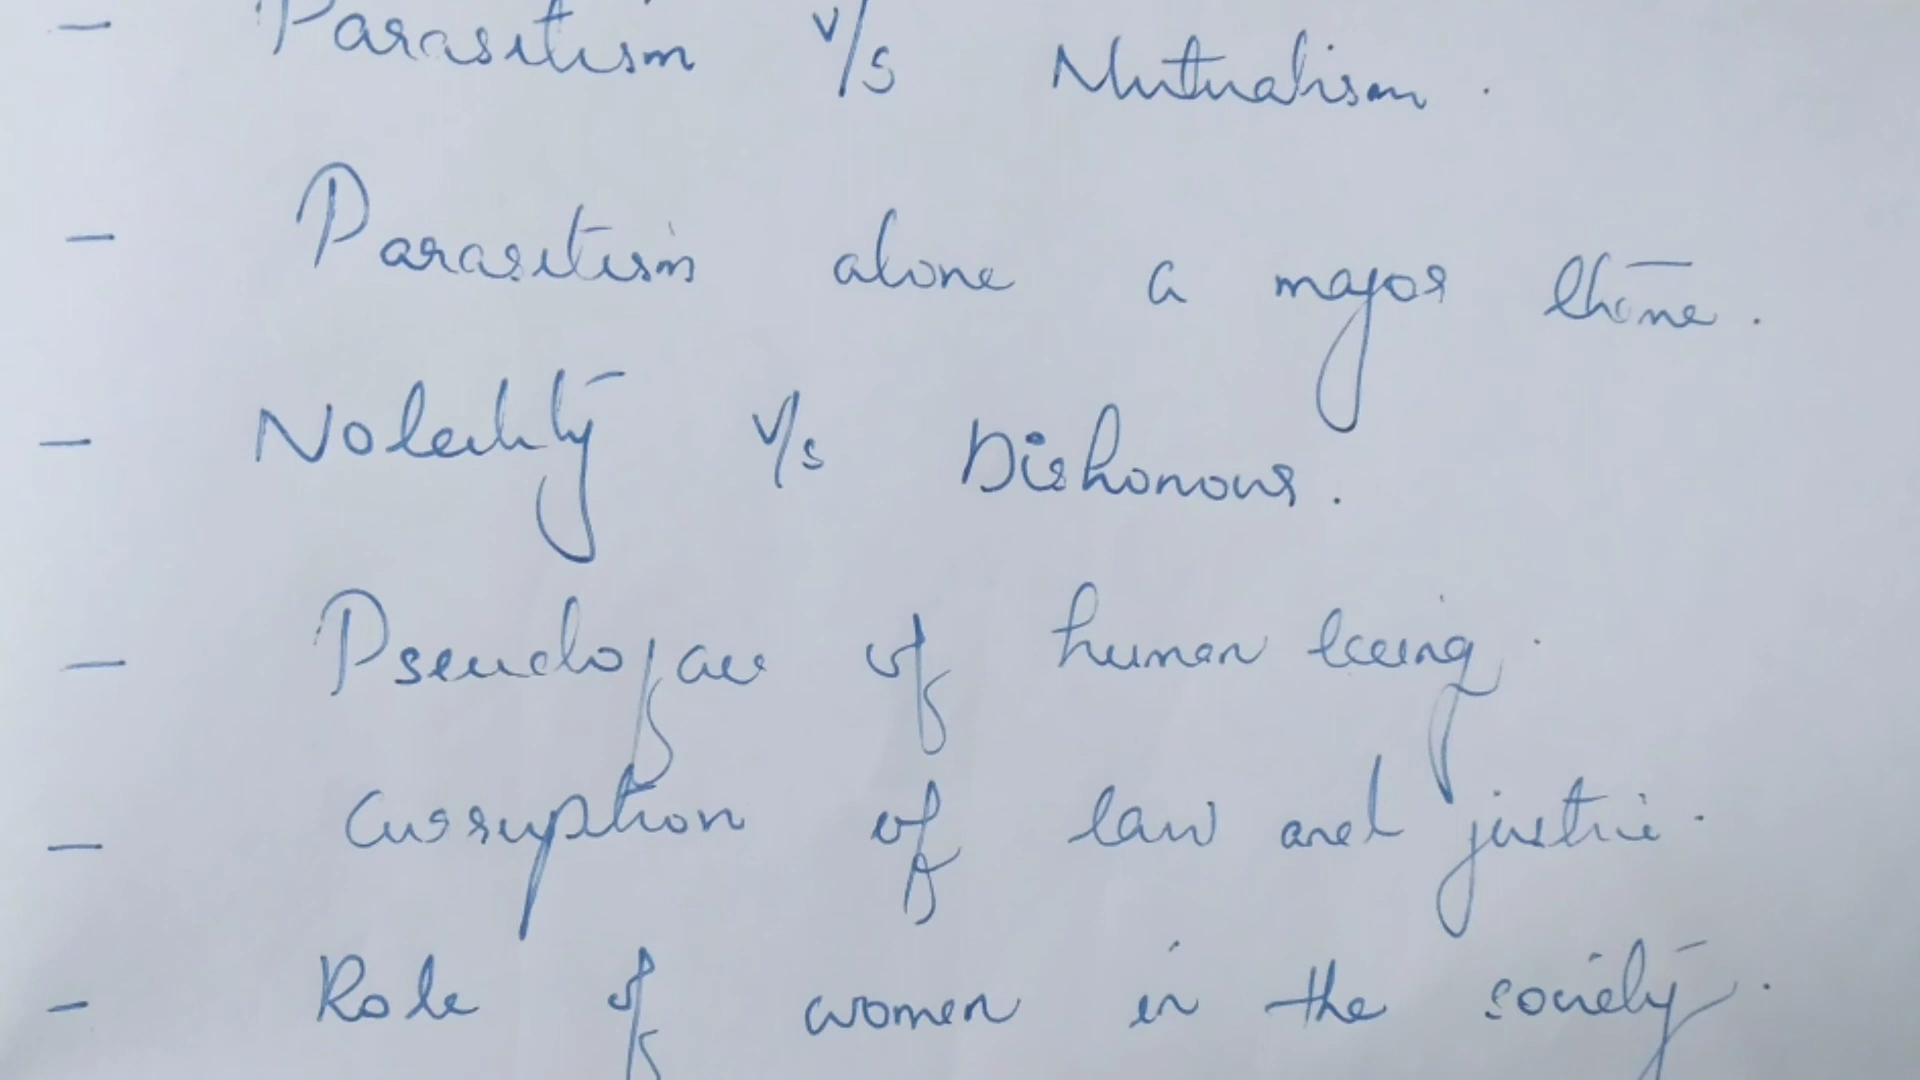 - Parasitism v/s Mutualism.
- Parasitism alone a major theme.
- Nobility v/s Dishonour.
- Pseudoface of human being.
- Curruption of law and justice.
- Role of women in the society.